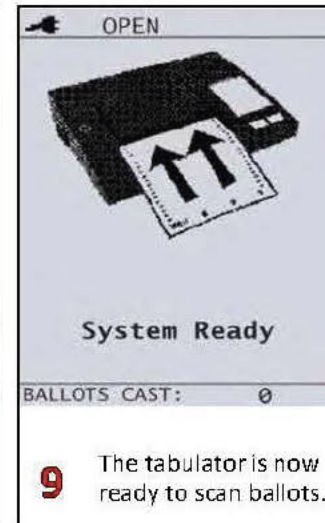 OPEN
System Ready
BALLOTS CAST: 0
9 The tabulator is now
ready to scan ballots.